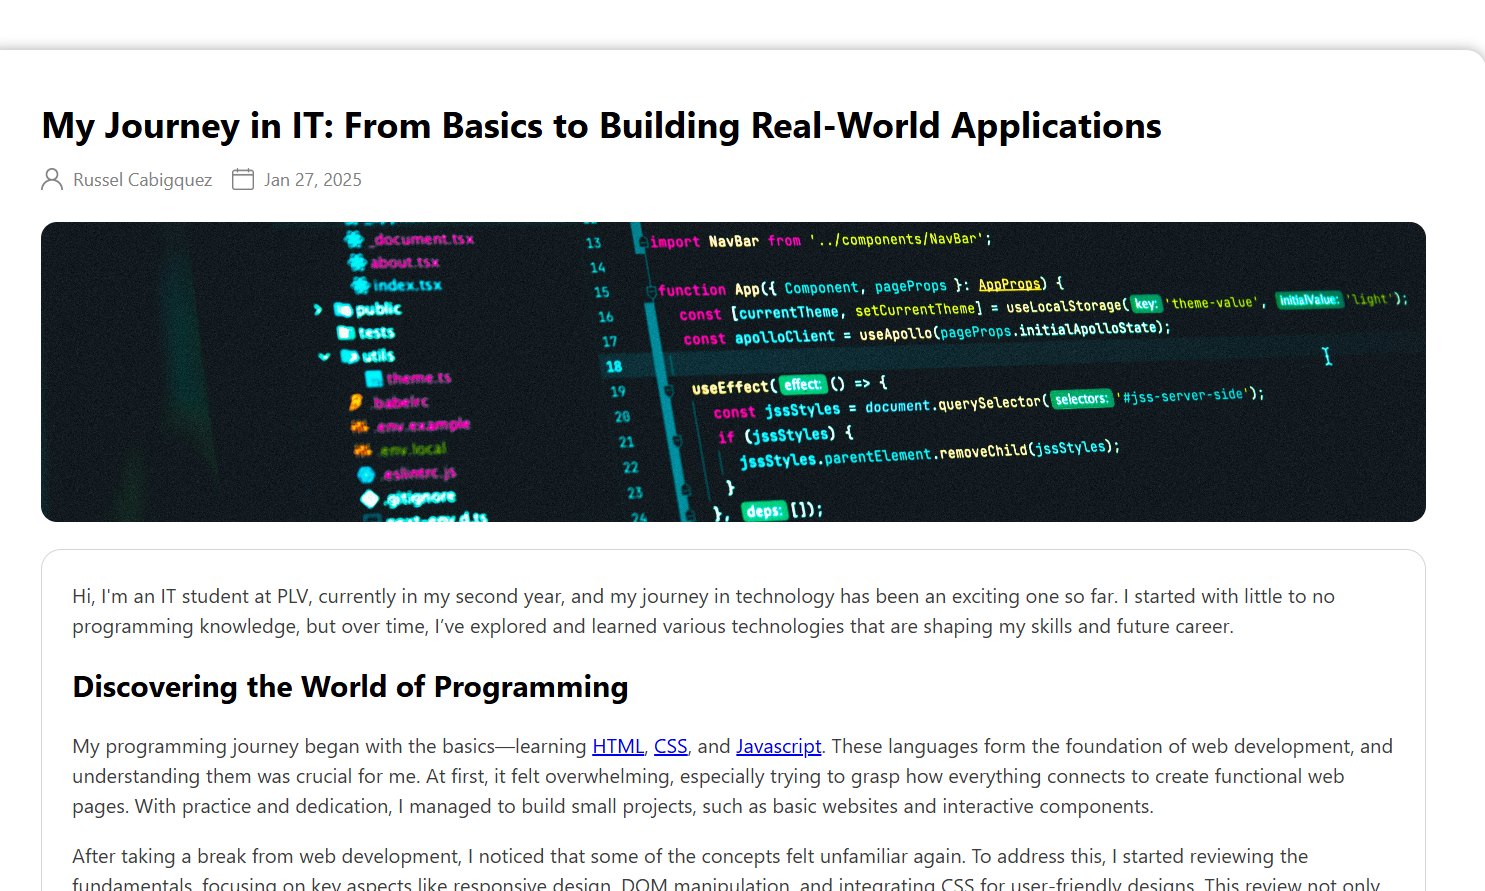 My Journey in IT: From Basics to Building Real-World Applications
Russel Cabigquez Jan 27, 2025
_document.tsx
about.tsx
index.tsx
public
tests
utils
theme.ts
.babelrc
.env.example
.env.local
.eslintrc.js
.gitignore
next-env.d.ts
13 import NavBar from '../components/NavBar';
14
15 function App({ Component, pageProps }: AppProps) {
16 const [currentTheme, setCurrentTheme] = useLocalStorage( key: 'theme-value', initialValue: 'light');
17 const apolloClient = useApollo(pageProps.initialApolloState);
18
19 useEffect( effect: () => {
20 const jssStyles = document.querySelector( selectors: '#jss-server-side');
21 if (jssStyles) {
22 jssStyles.parentElement.removeChild(jssStyles);
23 }
24 }, deps: []);
Hi, I'm an IT student at PLV, currently in my second year, and my journey in technology has been an exciting one so far. I started with little to no
programming knowledge, but over time, I’ve explored and learned various technologies that are shaping my skills and future career.
Discovering the World of Programming
My programming journey began with the basics—learning HTML, CSS, and Javascript. These languages form the foundation of web development, and
understanding them was crucial for me. At first, it felt overwhelming, especially trying to grasp how everything connects to create functional web
pages. With practice and dedication, I managed to build small projects, such as basic websites and interactive components.
After taking a break from web development, I noticed that some of the concepts felt unfamiliar again. To address this, I started reviewing the
fundamentals, focusing on key aspects like responsive design, DOM manipulation, and integrating CSS for user-friendly designs. This review not only